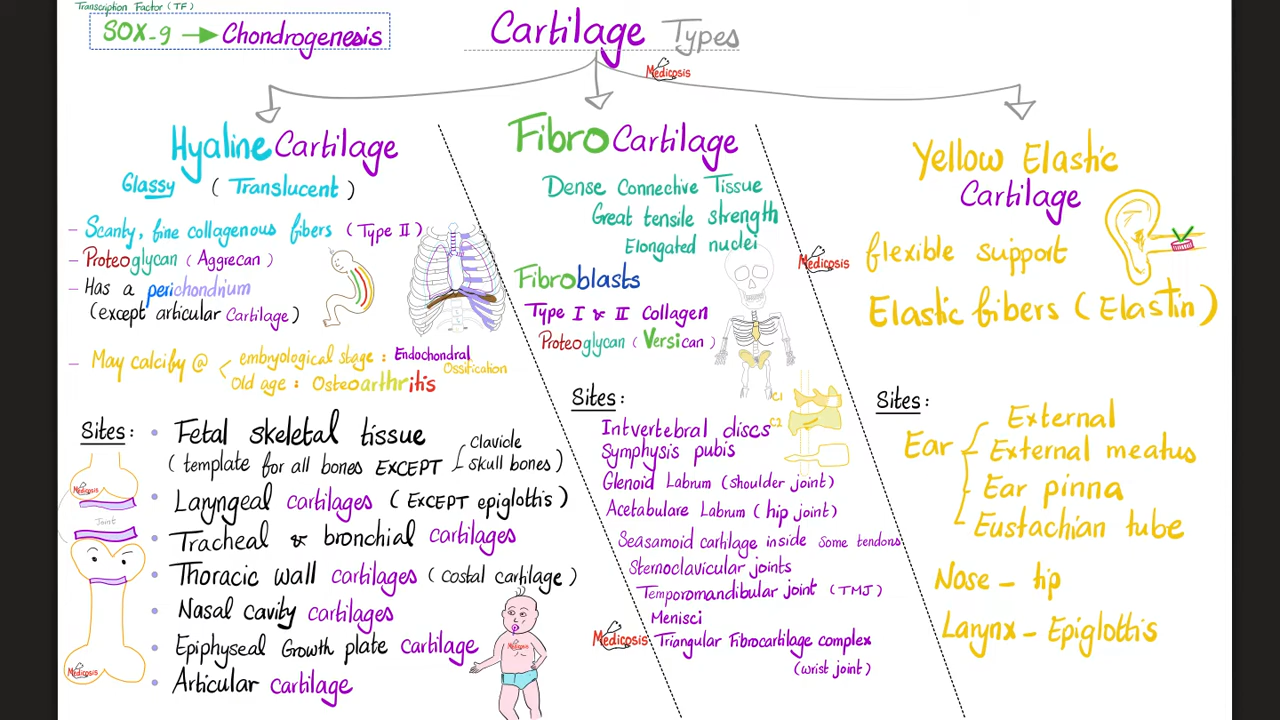 Transcription Factor (TF)
SOX-9 → Chondrogenesis
Cartilage Types
Medicosis
Hyaline Cartilage
Glassy (Translucent)
- Scanty, fine collagenous fibers (Type II)
- Proteoglycan (Aggrecan)
- Has a perichondrium
(except articular Cartilage)
- May calcify @ < embryological stage: Endochondral
Ossification
Old age: Osteoarthritis
Sites:
• Fetal skeletal tissue
(template for all bones EXCEPT { Clavicle
skull bones)
• Laryngeal cartilages (EXCEPT epiglottis)
• Tracheal & bronchial cartilages
• Thoracic wall cartilages (costal cartilage)
• Nasal cavity cartilages
• Epiphyseal Growth plate cartilage
• Articular cartilage
Medicosis
Joint
Medicosis
Medicosis
Fibro Cartilage
Dense Connective Tissue
Great tensile strength
Elongated nuclei
Fibroblasts
Type I & II Collagen
Proteoglycan (Versican)
Sites:
C1
C2
Intvertebral discs
Symphysis pubis
Glenoid Labrum (shoulder joint)
Acetabulare Labrum (hip joint)
Seasamoid cartilage inside some tendons
Sternoclavicular joints
Temporomandibular joint (TMJ)
Menisci
Medicosis
Triangular Fibrocartilage complex
(wrist joint)
Yellow Elastic
Cartilage
Medicosis
flexible support
Elastic fibers (Elastin)
Sites:
Ear { External
External meatus
Ear pinna
Eustachian tube
Nose - tip
Larynx - Epiglottis